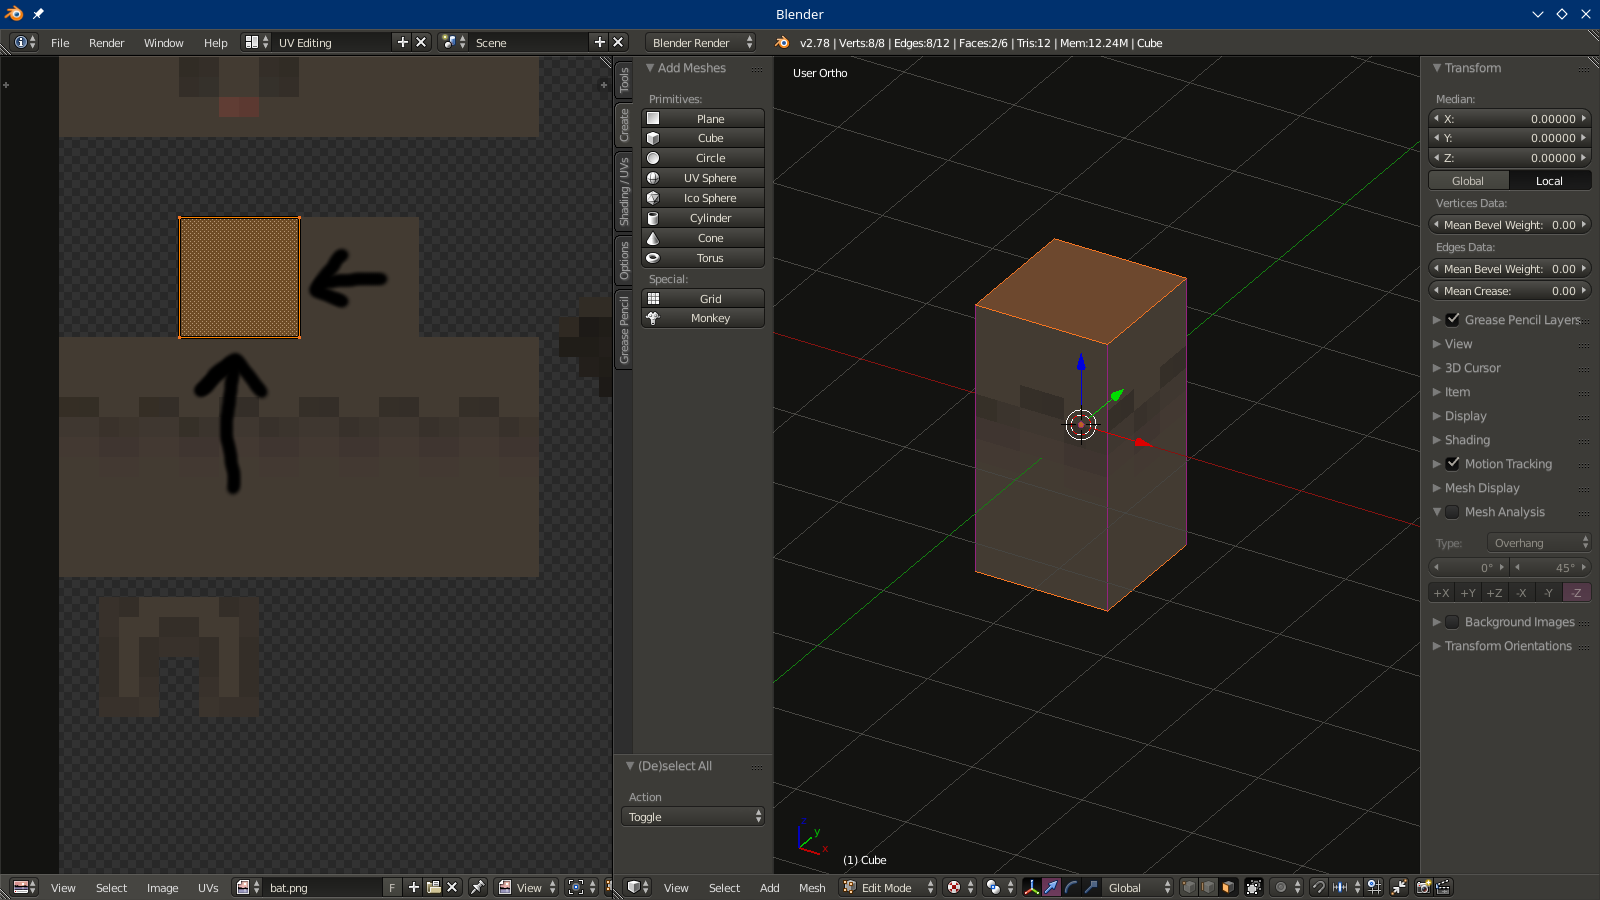 Blender
File Render Window Help UV Editing Scene Blender Render v2.78 | Verts:8/8 | Edges:8/12 | Faces:2/6 | Tris:12 | Mem:12.24M | Cube
Tools
Create
Shading / UVs
Options
Grease Pencil
Add Meshes
Primitives:
Plane
Cube
Circle
UV Sphere
Ico Sphere
Cylinder
Cone
Torus
Special:
Grid
Monkey
(De)select All
Action
Toggle
User Ortho
z
y
x
(1) Cube
Transform
Median:
X: 0.00000
Y: 0.00000
Z: 0.00000
Global Local
Vertices Data:
Mean Bevel Weight: 0.00
Edges Data:
Mean Bevel Weight: 0.00
Mean Crease: 0.00
Grease Pencil Layers
View
3D Cursor
Item
Display
Shading
Motion Tracking
Mesh Display
Mesh Analysis
Type: Overhang
0° 45°
+X +Y +Z -X -Y -Z
Background Images
Transform Orientations
View Select Image UVs bat.png F View
View Select Add Mesh Edit Mode Global